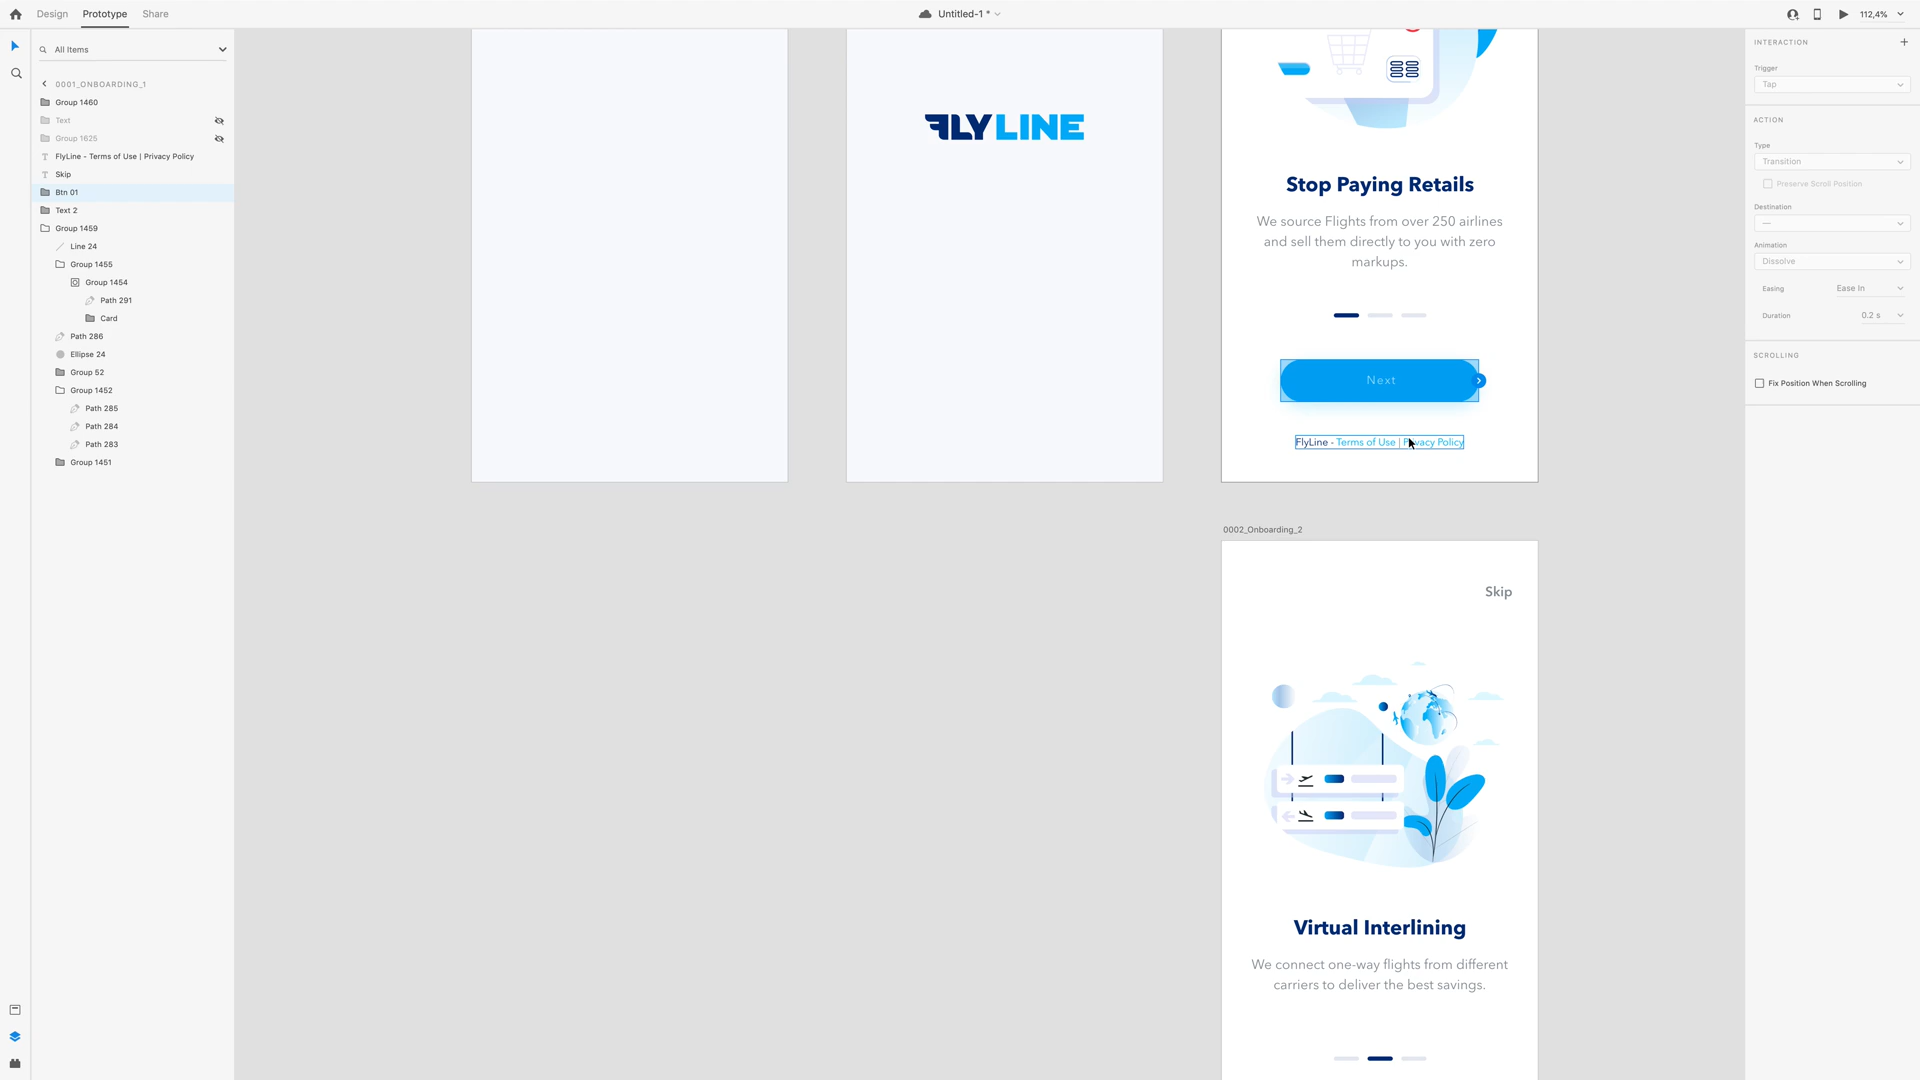 Design Prototype Share
Untitled-1 *
112,4%
All Items
0001_ONBOARDING_1
Group 1460
Text
Group 1625
FlyLine - Terms of Use | Privacy Policy
Skip
Btn 01
Text 2
Group 1459
Line 24
Group 1455
Group 1454
Path 291
Card
Path 286
Ellipse 24
Group 52
Group 1452
Path 285
Path 284
Path 283
Group 1451
FLYLINE
Stop Paying Retails
We source Flights from over 250 airlines
and sell them directly to you with zero
markups.
Next
FlyLine - Terms of Use | Privacy Policy
0002_Onboarding_2
Skip
Virtual Interlining
We connect one-way flights from different
carriers to deliver the best savings.
INTERACTION
Trigger
Tap
ACTION
Type
Transition
Preserve Scroll Position
Destination
—
Animation
Dissolve
Easing Ease In
Duration 0.2 s
SCROLLING
Fix Position When Scrolling